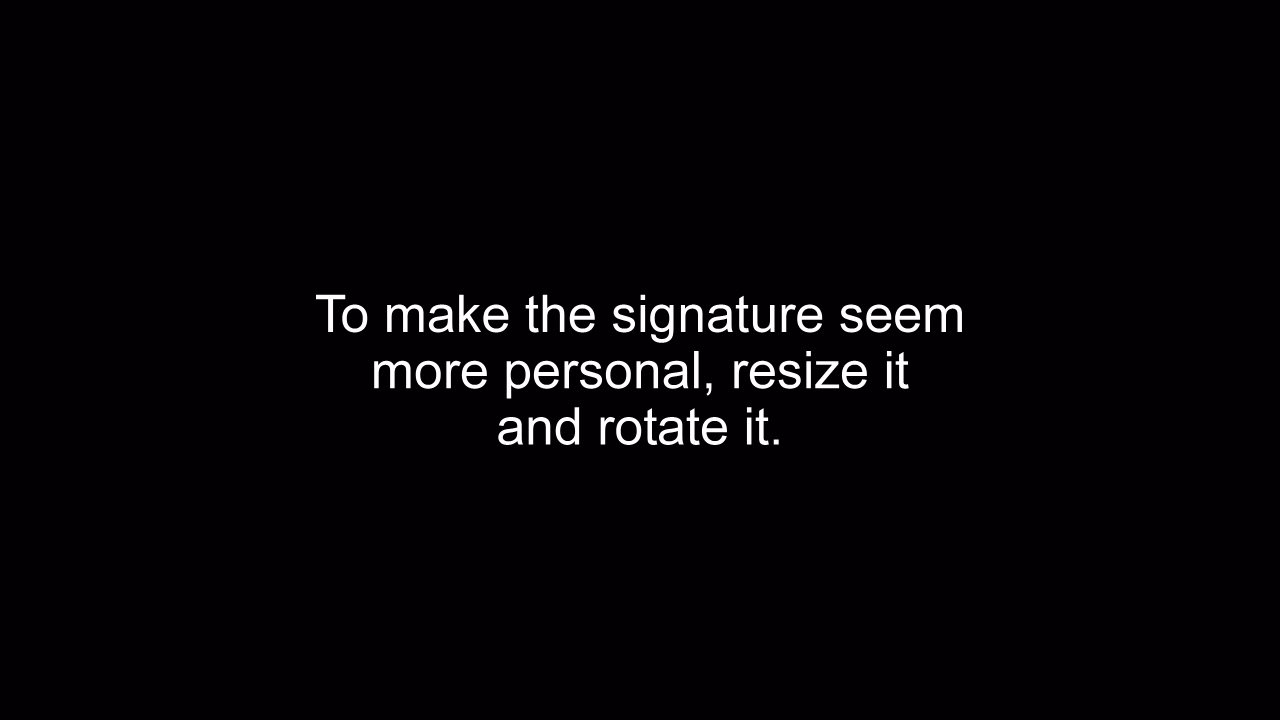 To make the signature seem
more personal, resize it
and rotate it.